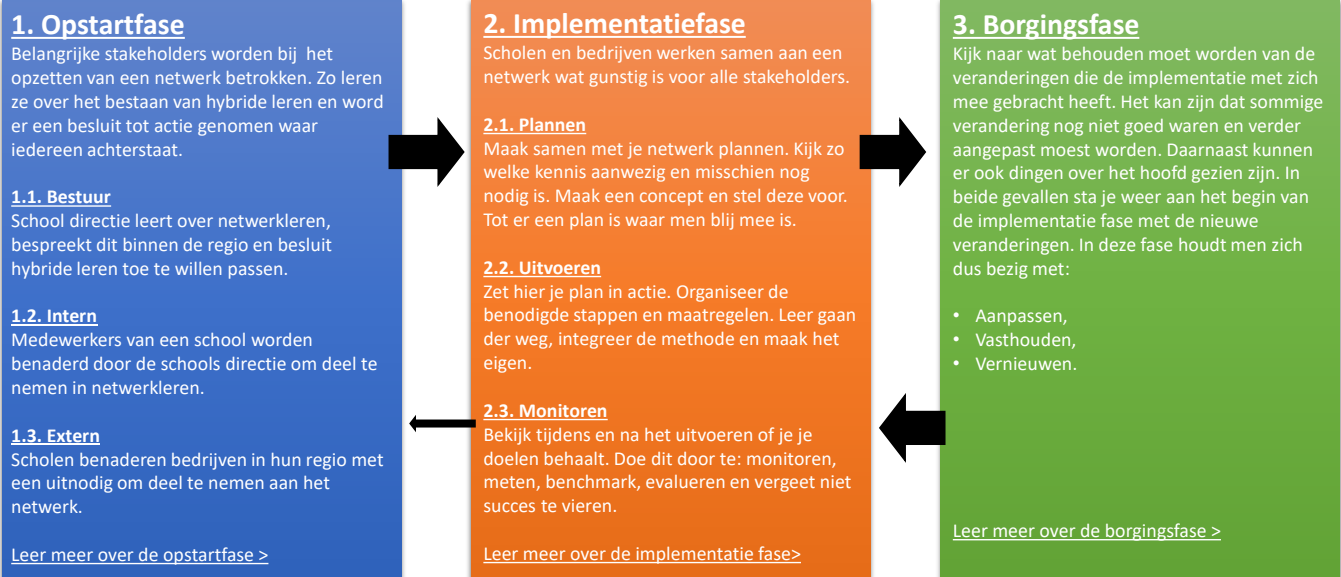 1. Opstartfase
Belangrijke stakeholders worden bij  het
opzetten van een netwerk betrokken. Zo leren
ze over het bestaan van hybride leren en word
er een besluit tot actie genomen waar
iedereen achterstaat.
1.1. Bestuur
School directie leert over netwerkleren,
bespreekt dit binnen de regio en besluit
hybride leren toe te willen passen.
1.2. Intern
Medewerkers van een school worden
benaderd door de schools directie om deel te
nemen in netwerkleren.
1.3. Extern
Scholen benaderen bedrijven in hun regio met
een uitnodig om deel te nemen aan het
netwerk.
Leer meer over de opstartfase >
2. Implementatiefase
Scholen en bedrijven werken samen aan een
netwerk wat gunstig is voor alle stakeholders.
2.1. Plannen
Maak samen met je netwerk plannen. Kijk zo
welke kennis aanwezig en misschien nog
nodig is. Maak een concept en stel deze voor.
Tot er een plan is waar men blij mee is.
2.2. Uitvoeren
Zet hier je plan in actie. Organiseer de
benodigde stappen en maatregelen. Leer gaan
der weg, integreer de methode en maak het
eigen.
2.3. Monitoren
Bekijk tijdens en na het uitvoeren of je je
doelen behaalt. Doe dit door te: monitoren,
meten, benchmark, evalueren en vergeet niet
succes te vieren.
Leer meer over de implementatie fase>
3. Borgingsfase
Kijk naar wat behouden moet worden van de
veranderingen die de implementatie met zich
mee gebracht heeft. Het kan zijn dat sommige
verandering nog niet goed waren en verder
aangepast moest worden. Daarnaast kunnen
er ook dingen over het hoofd gezien zijn. In
beide gevallen sta je weer aan het begin van
de implementatie fase met de nieuwe
veranderingen. In deze fase houdt men zich
dus bezig met:
• Aanpassen,
• Vasthouden,
• Vernieuwen.
Leer meer over de borgingsfase >